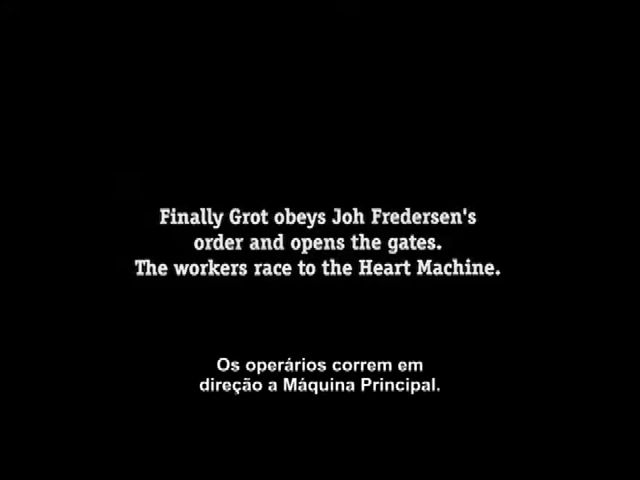 Finally Grot obeys Joh Fredersen's
order and opens the gates.
The workers race to the Heart Machine.
Os operários correm em
direção a Máquina Principal.